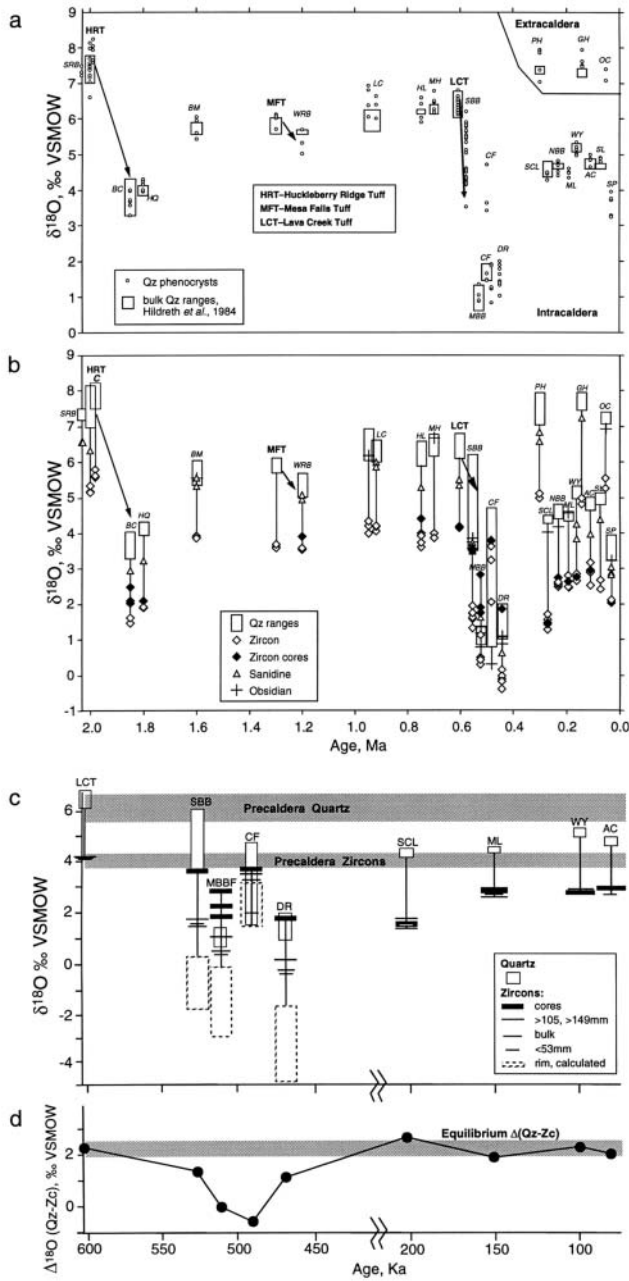 a
HRT
SRB
BC
HQ
BM
MFT
WRB
LC
HL
MH
LCT
SBB
CF
MBB
CF
DR
Extracaldera
PH
GH
OC
SCL
NBB
ML
WY
AC
SL
SP
Intracaldera
HRT–Huckleberry Ridge Tuff
MFT–Mesa Falls Tuff
LCT–Lava Creek Tuff
Qz phenocrysts
bulk Qz ranges,
Hildreth et al., 1984
δ18O, ‰ VSMOW
9
8
7
6
5
4
3
2
1
0
b
HRT
C
SRB
BC
HQ
BM
MFT
WRB
LC
HL
MH
LCT
SBB
MBB
CF
DR
PH
GH
OC
SCL
NBB
ML
WY
AC
SL
SP
Qz ranges
Zircon
Zircon cores
Sanidine
Obsidian
δ18O, ‰ VSMOW
9
8
7
6
5
4
3
2
1
0
-1
2.0 1.8 1.6 1.4 1.2 1.0 0.8 0.6 0.4 0.2 0.0
Age, Ma
c
LCT
SBB
MBBF
CF
DR
SCL
ML
WY
AC
Precaldera Quartz
Precaldera Zircons
Quartz
Zircons:
cores
>105, >149mm
bulk
<53mm
rim, calculated
δ18O ‰ VSMOW
6
4
2
0
-2
-4
d
Equilibrium Δ(Qz-Zc)
Δ18O (Qz-Zc), ‰ VSMOW
2
0
600 550 500 450 200 150 100
Age, Ka